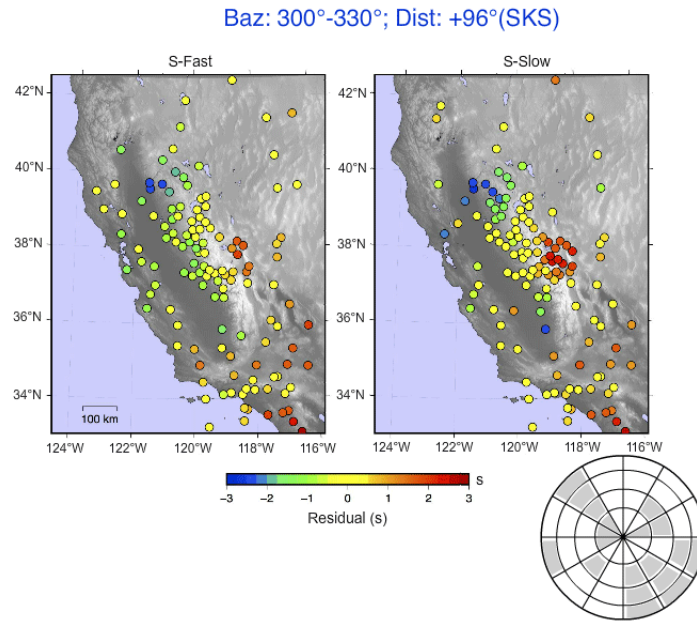 Baz: 300°-330°; Dist: +96°(SKS)
S-Fast
S-Slow
42°N
42°N
40°N
40°N
38°N
38°N
36°N
36°N
34°N
34°N
100 km
124°W
122°W
120°W
118°W
116°W
124°W
122°W
120°W
118°W
116°W
s
−3
−2
−1
0
1
2
3
Residual (s)